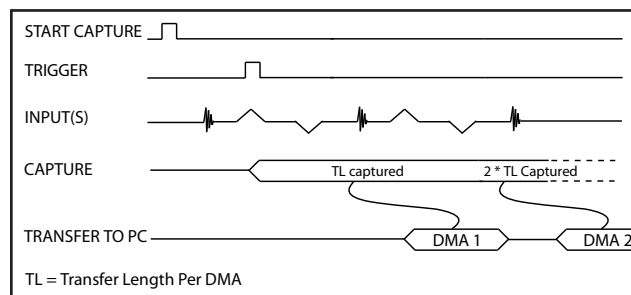 START CAPTURE
TRIGGER
INPUT(S)
CAPTURE
TL captured
2 * TL Captured
TRANSFER TO PC
DMA 1
DMA 2
TL = Transfer Length Per DMA